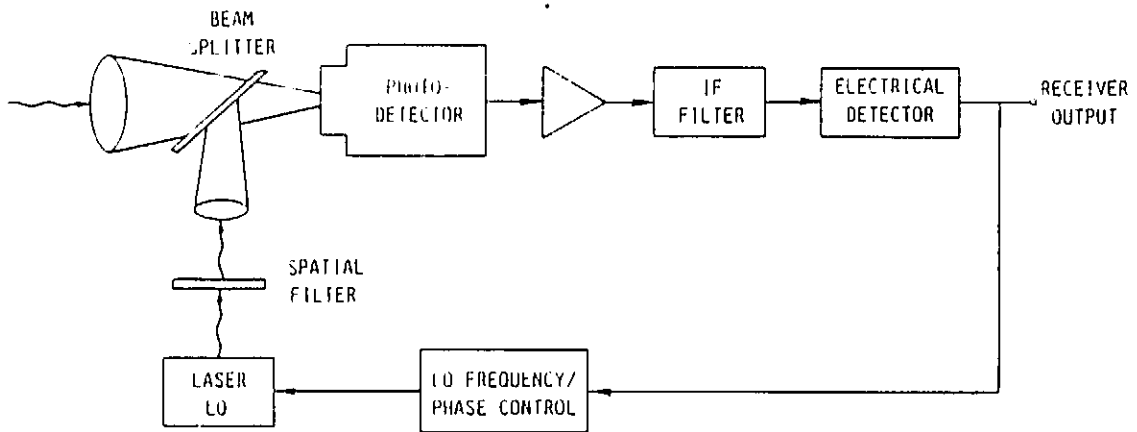 BEAM
SPLITTER
PHOTO-
DETECTOR
IF
FILTER
ELECTRICAL
DETECTOR
RECEIVER
OUTPUT
SPATIAL
FILTER
LASER
LO
LO FREQUENCY/
PHASE CONTROL